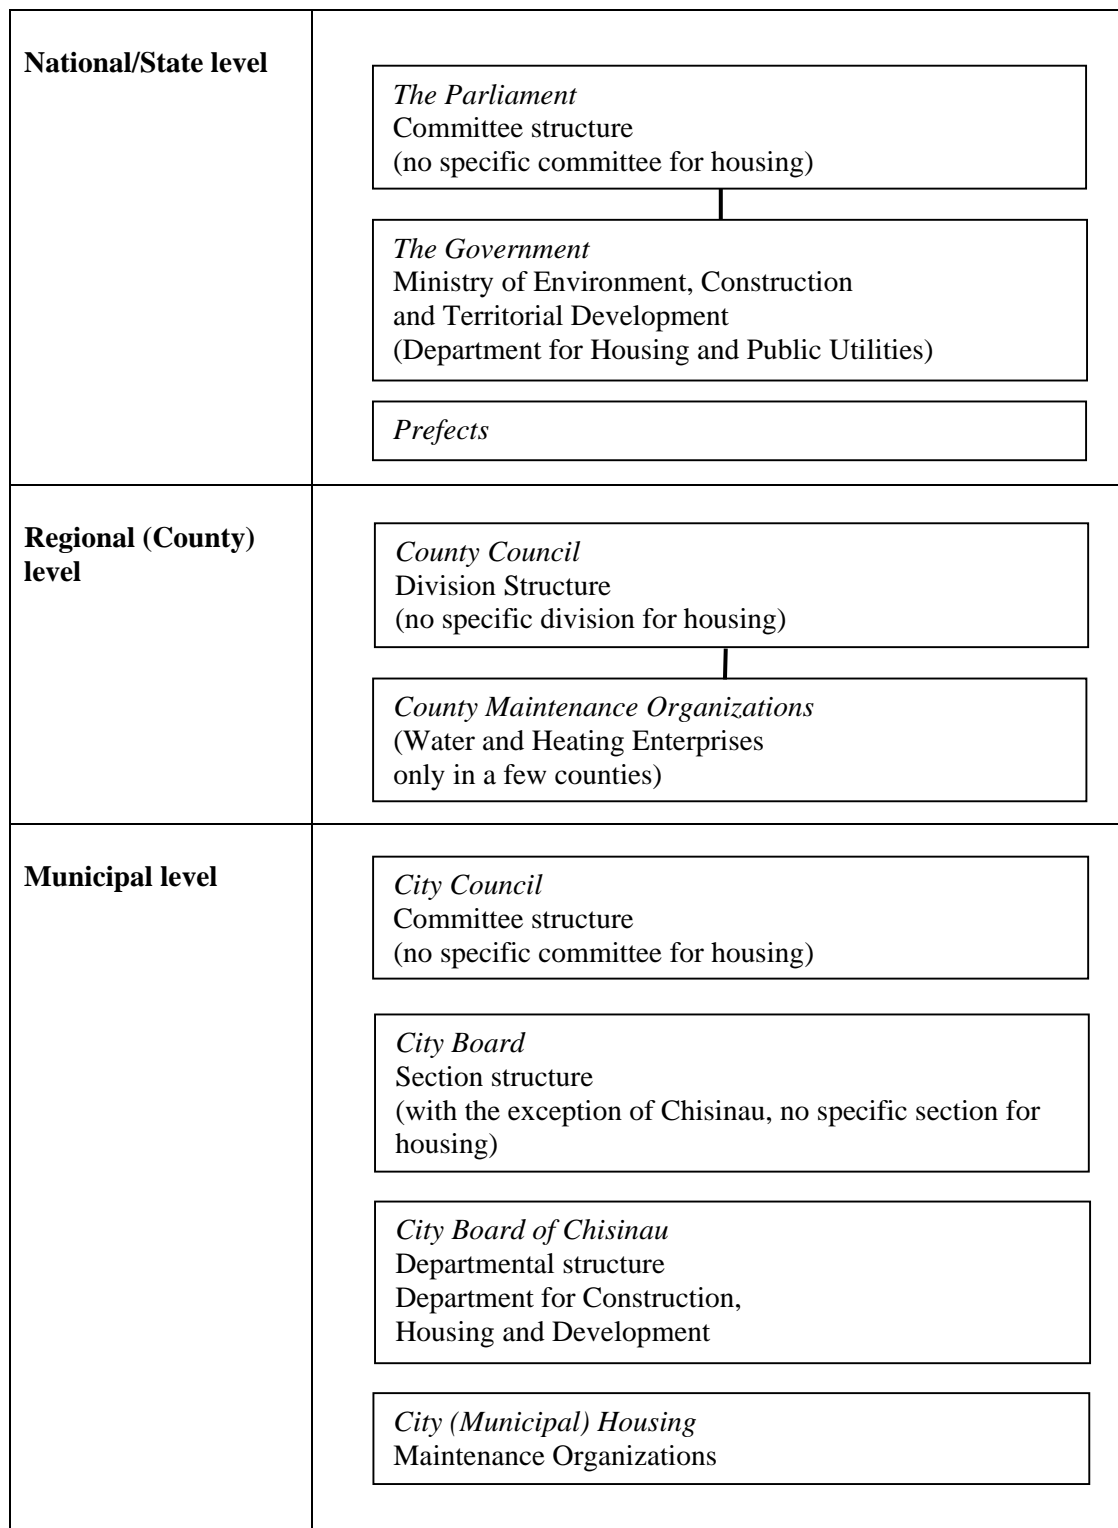 National/State level
The Parliament
Committee structure
(no specific committee for housing)
The Government
Ministry of Environment, Construction
and Territorial Development
(Department for Housing and Public Utilities)
Prefects
Regional (County)
level
County Council
Division Structure
(no specific division for housing)
County Maintenance Organizations
(Water and Heating Enterprises
only in a few counties)
Municipal level
City Council
Committee structure
(no specific committee for housing)
City Board
Section structure
(with the exception of Chisinau, no specific section for
housing)
City Board of Chisinau
Departmental structure
Department for Construction,
Housing and Development
City (Municipal) Housing
Maintenance Organizations